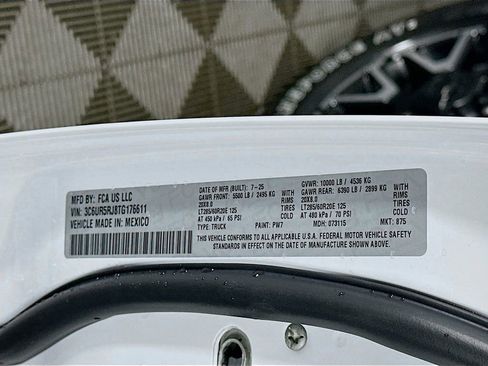 MFD BY: FCA US LLC
VIN: 3C6UR5RJ8TG176611
VEHICLE MADE IN: MEXICO
DATE OF MFR (BUILT): 7-25
GAWR FRONT: 5500 LB / 2495 KG
WITH
20X8.0
RIMS
LT285/60R20E 125
TIRES
AT 450 kPa / 65 PSI
TYPE: TRUCK
PAINT: PW7
GVWR: 10000 LB / 4536 KG
GAWR REAR: 6390 LB / 2899 KG
WITH
20X8.0
RIMS
LT285/60R20E 125
TIRES
AT 480 kPa / 70 PSI
MDH: 073115
MKT: 875
THIS VEHICLE CONFORMS TO ALL APPLICABLE U.S.A. FEDERAL MOTOR VEHICLE SAFETY
STANDARDS IN EFFECT ON THE DATE OF MANUFACTURE SHOWN ABOVE.